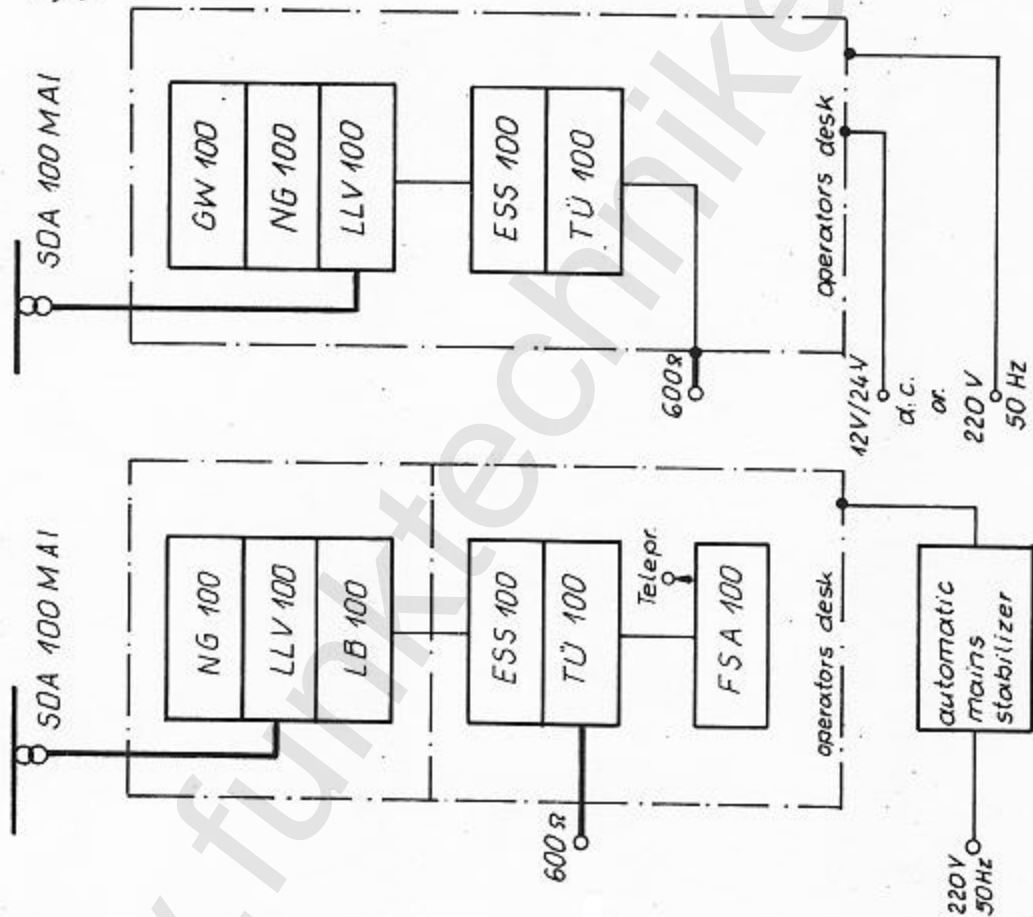 SDA 100 MAI
GW 100
NG 100
LLV 100
ESS 100
TÜ 100
600Ω
operators desk
12V/24V
d.c.
or.
220 V
50 Hz
SDA 100 MAI
NG 100
LLV 100
LB 100
ESS 100
TÜ 100
Telepr.
FSA 100
600Ω
operators desk
automatic
mains
stabilizer
220V
50Hz
funktechnike